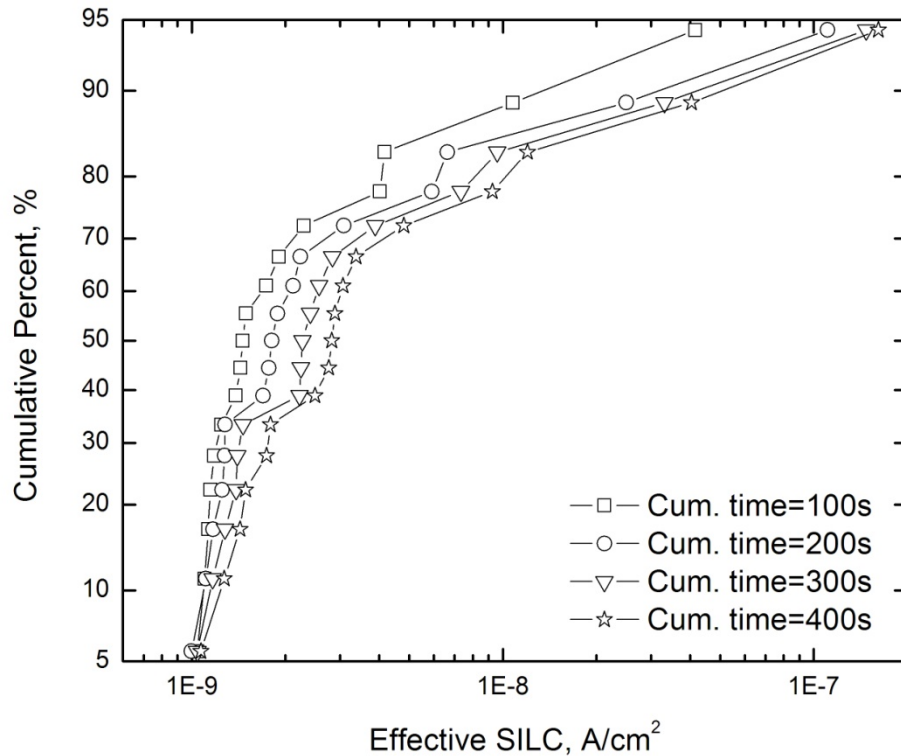 95
90
80
70
60
50
40
30
20
10
5
Cumulative Percent, %
Cum. time=100s
Cum. time=200s
Cum. time=300s
Cum. time=400s
1E-9 1E-8 1E-7
Effective SILC, A/cm²